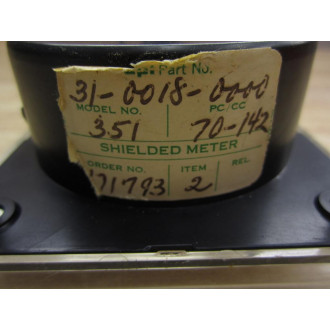 Part No.
31-0018-0000
MODEL NO. PC/CC
351 70-142
SHIELDED METER
ORDER NO. ITEM REL.
171793 2